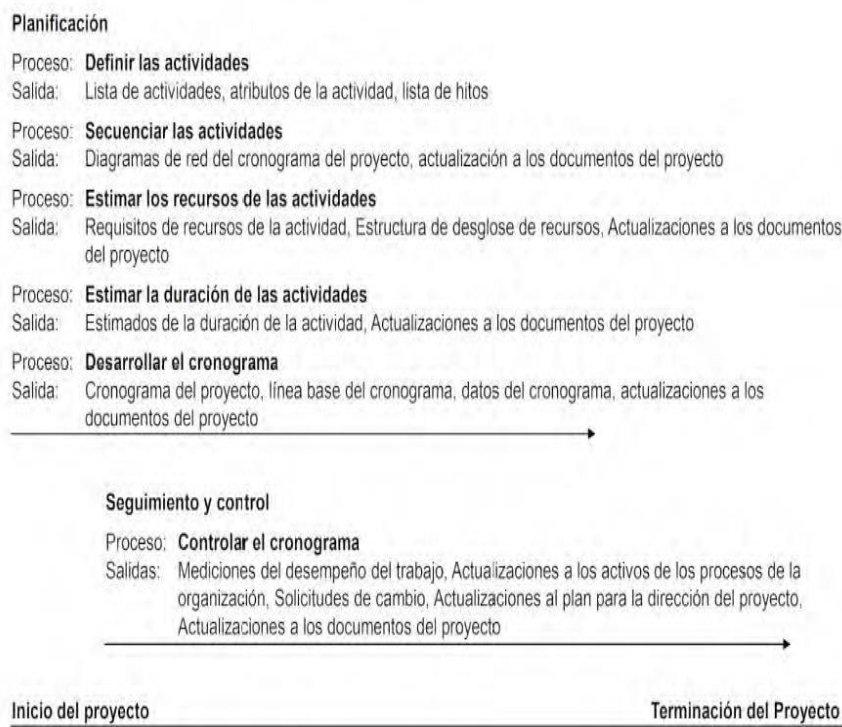 Planificación
Proceso: Definir las actividades
Salida: Lista de actividades, atributos de la actividad, lista de hitos
Proceso: Secuenciar las actividades
Salida: Diagramas de red del cronograma del proyecto, actualización a los documentos del proyecto
Proceso: Estimar los recursos de las actividades
Salida: Requisitos de recursos de la actividad, Estructura de desglose de recursos, Actualizaciones a los documentos
del proyecto
Proceso: Estimar la duración de las actividades
Salida: Estimados de la duración de la actividad, Actualizaciones a los documentos del proyecto
Proceso: Desarrollar el cronograma
Salida: Cronograma del proyecto, línea base del cronograma, datos del cronograma, actualizaciones a los
documentos del proyecto
Seguimiento y control
Proceso: Controlar el cronograma
Salidas: Mediciones del desempeño del trabajo, Actualizaciones a los activos de los procesos de la
organización, Solicitudes de cambio, Actualizaciones al plan para la dirección del proyecto,
Actualizaciones a los documentos del proyecto
Inicio del proyecto Terminación del Proyecto